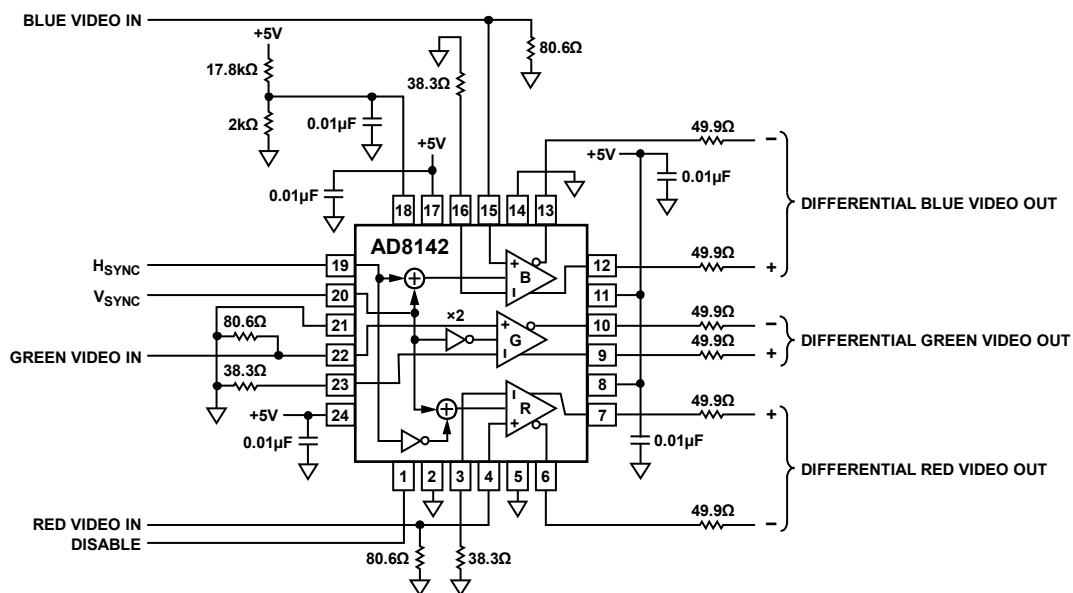 BLUE VIDEO IN
+5V
80.6Ω
17.8kΩ
38.3Ω
2kΩ
0.01µF
49.9Ω
−
+5V
+5V
0.01µF
0.01µF
DIFFERENTIAL BLUE VIDEO OUT
18 17 16 15 14 13
AD8142
49.9Ω
HSYNC
19
+
B
12
+
VSYNC
20
11
80.6Ω
21
×2
49.9Ω
+
10
−
GREEN VIDEO IN
22
G
49.9Ω
DIFFERENTIAL GREEN VIDEO OUT
9
+
38.3Ω
23
8
49.9Ω
+5V
24
R
7
+
0.01µF
+
0.01µF
DIFFERENTIAL RED VIDEO OUT
1 2 3 4 5 6
49.9Ω
RED VIDEO IN
−
DISABLE
80.6Ω
38.3Ω